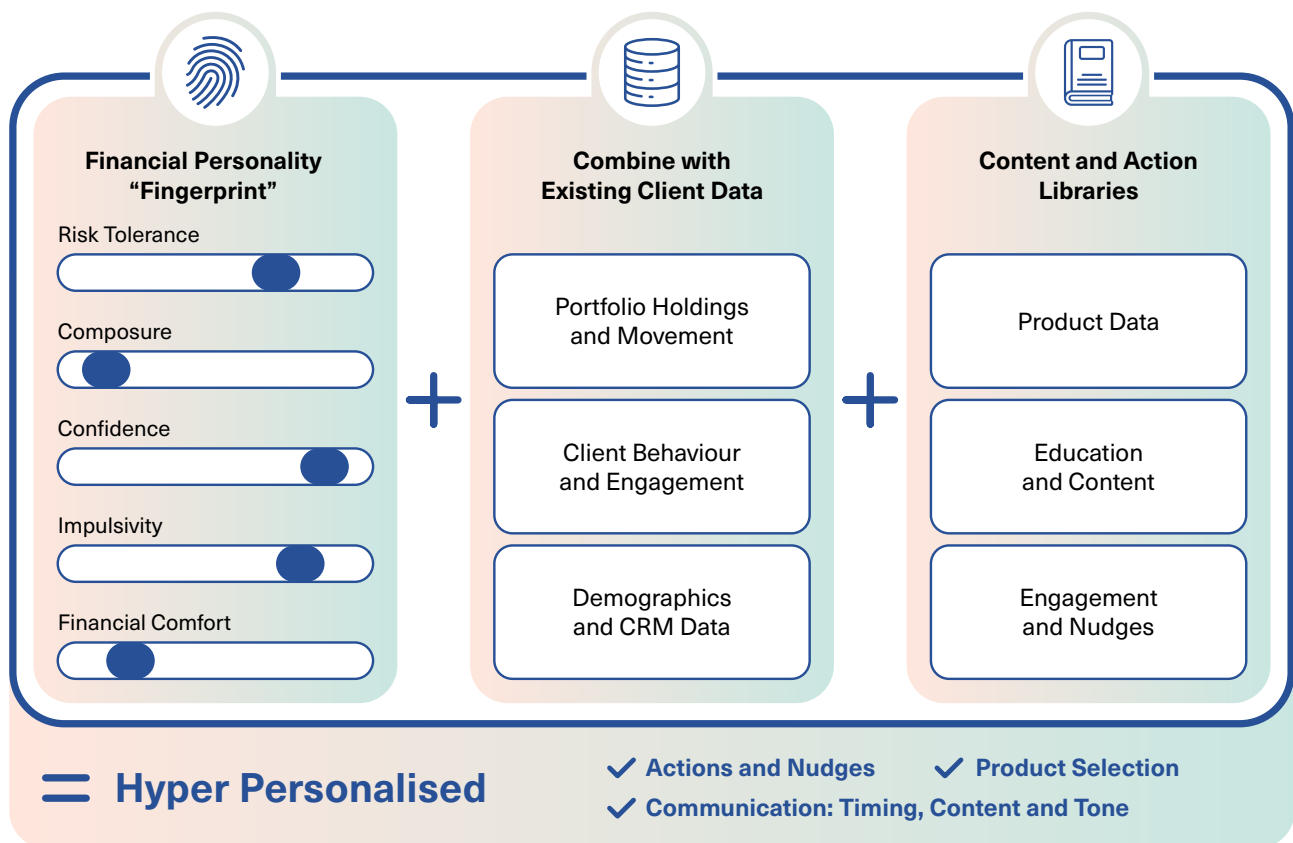 Financial Personality
“Fingerprint”
Risk Tolerance
Composure
Confidence
Impulsivity
Financial Comfort
+
Combine with
Existing Client Data
Portfolio Holdings
and Movement
Client Behaviour
and Engagement
Demographics
and CRM Data
+
Content and Action
Libraries
Product Data
Education
and Content
Engagement
and Nudges
= Hyper Personalised
✓ Actions and Nudges
✓ Product Selection
✓ Communication: Timing, Content and Tone